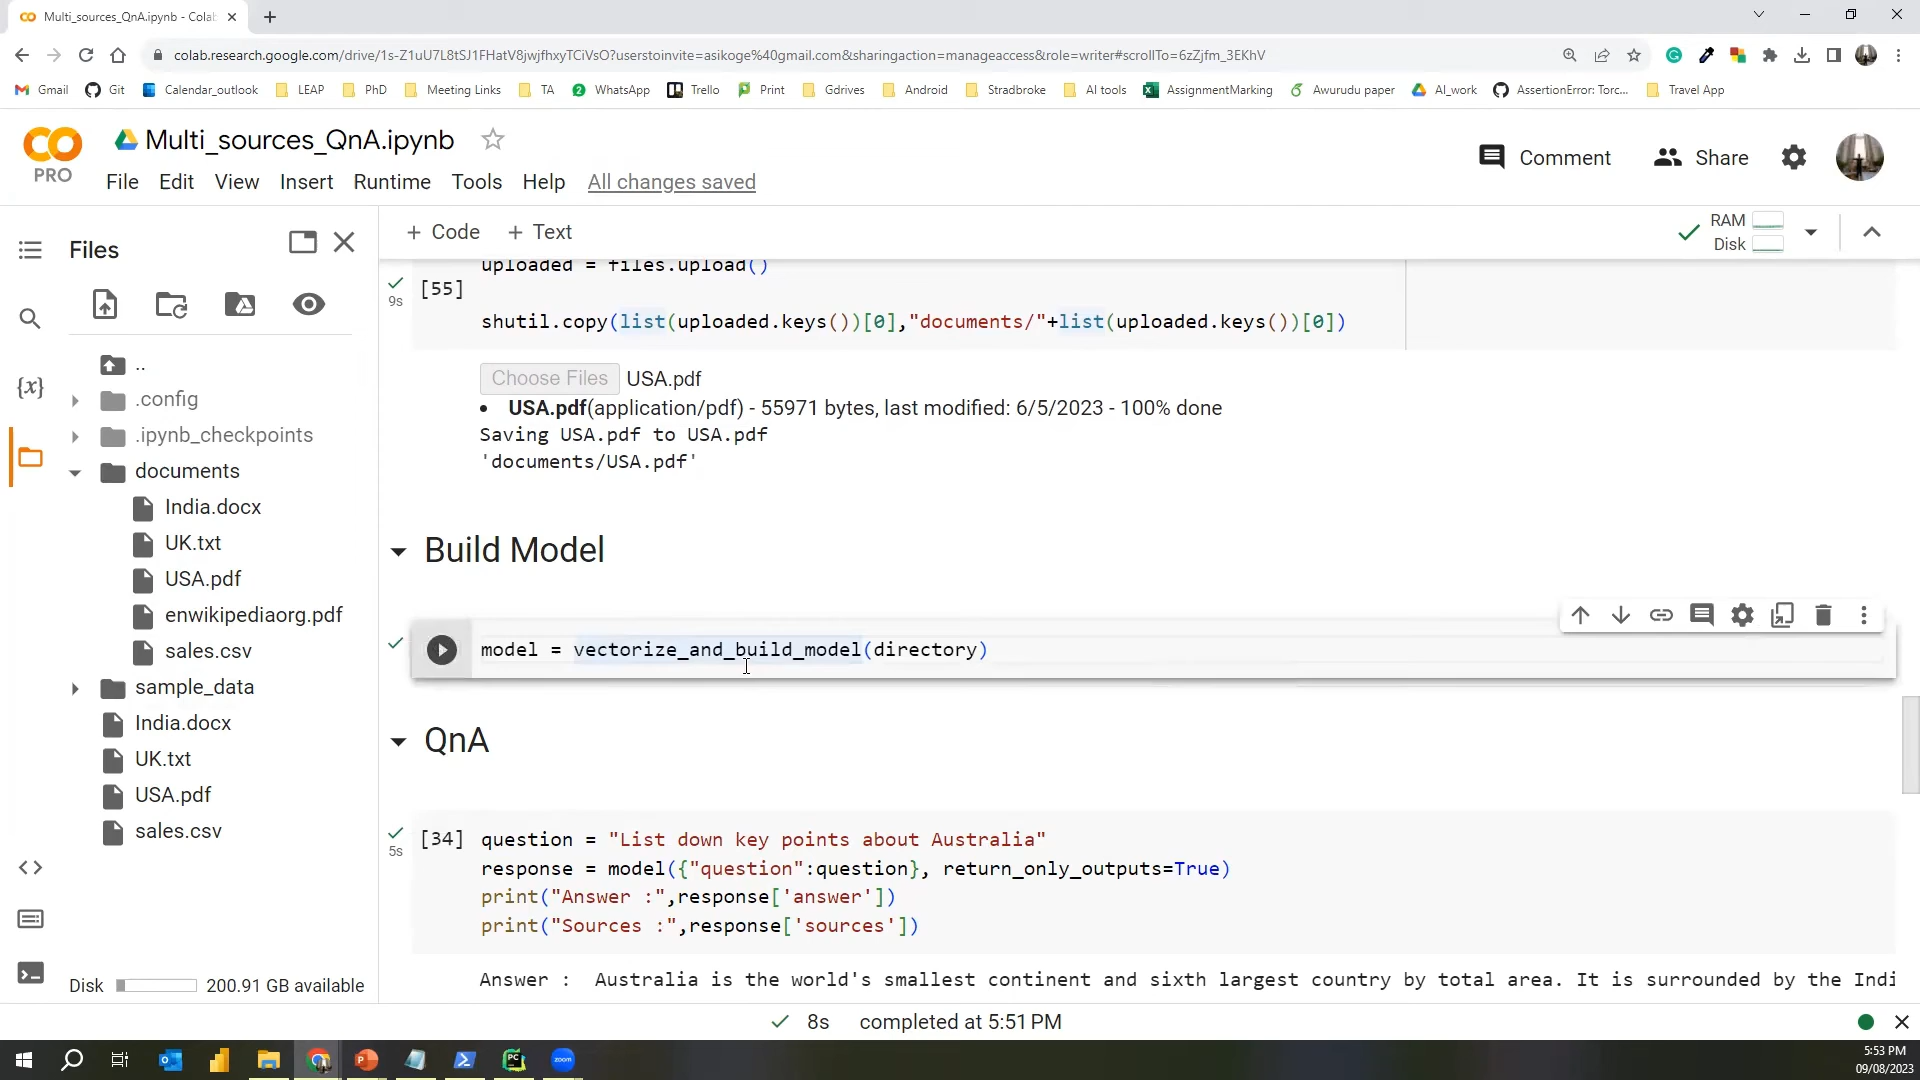 Multi_sources_QnA.ipynb - Colab
colab.research.google.com/drive/1s-Z1uU7L8tSJ1FHatV8jwjfhxyTCiVsO?userstoinvite=asikoge%40gmail.com&sharingaction=manageaccess&role=writer#scrollTo=6zZjfm_3EKhV
Gmail Git Calendar_outlook LEAP PhD Meeting Links TA WhatsApp Trello Print Gdrives Android Stradbroke AI tools AssignmentMarking Awurudu paper AI_work AssertionError: Torc... Travel App
Multi_sources_QnA.ipynb
PRO
File Edit View Insert Runtime Tools Help All changes saved
Comment Share
Files
+ Code + Text
RAM
Disk
..
.config
.ipynb_checkpoints
documents
India.docx
UK.txt
USA.pdf
enwikipediaorg.pdf
sales.csv
sample_data
India.docx
UK.txt
USA.pdf
sales.csv
Disk 200.91 GB available
uploaded = files.upload()
[55]
9s
shutil.copy(list(uploaded.keys())[0],"documents/"+list(uploaded.keys())[0])
Choose Files USA.pdf
• USA.pdf(application/pdf) - 55971 bytes, last modified: 6/5/2023 - 100% done
Saving USA.pdf to USA.pdf
'documents/USA.pdf'
Build Model
model = vectorize_and_build_model(directory)
QnA
[34] question = "List down key points about Australia"
5s
response = model({"question":question}, return_only_outputs=True)
print("Answer :",response['answer'])
print("Sources :",response['sources'])
Answer :  Australia is the world's smallest continent and sixth largest country by total area. It is surrounded by the Indi
8s completed at 5:51 PM
5:53 PM
09/08/2023